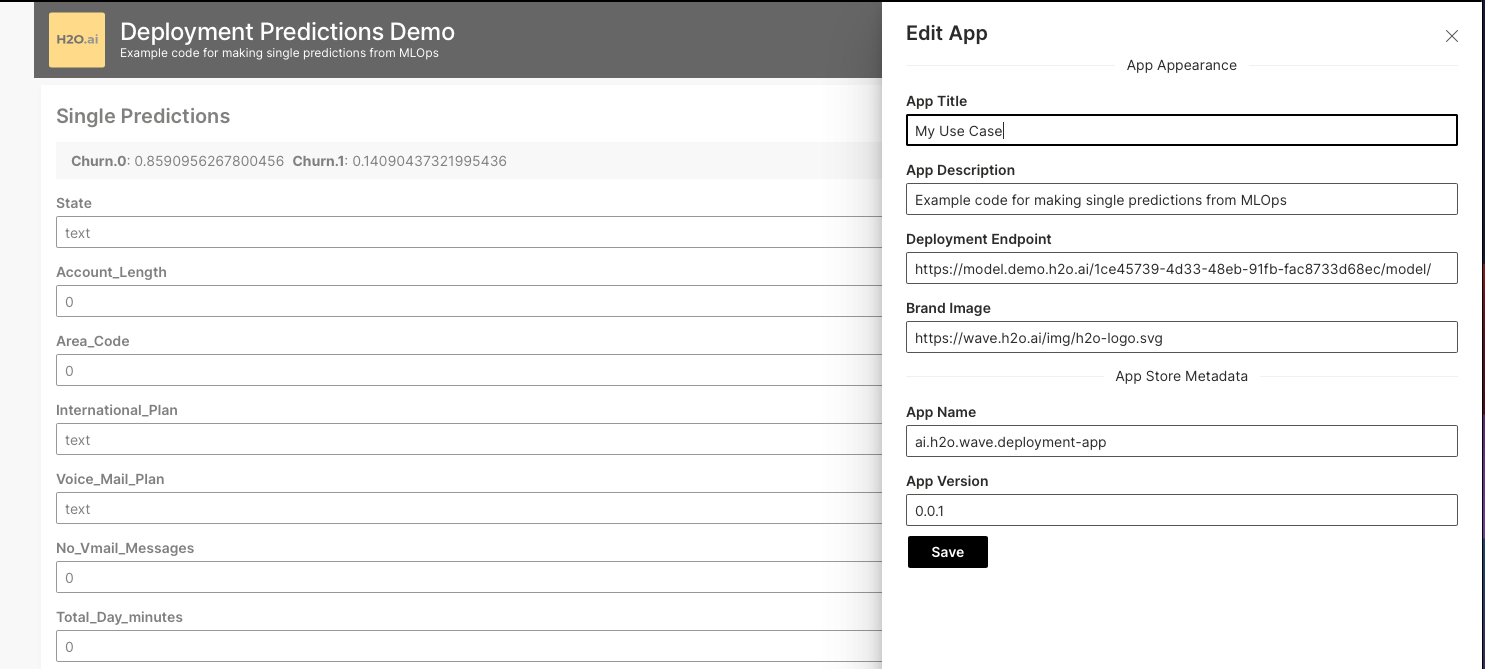 H2O.ai
Deployment Predictions Demo
Example code for making single predictions from MLOps
Single Predictions
Churn.0: 0.8590956267800456 Churn.1: 0.14090437321995436
State
text
Account_Length
0
Area_Code
0
International_Plan
text
Voice_Mail_Plan
text
No_Vmail_Messages
0
Total_Day_minutes
0
Edit App
App Appearance
App Title
My Use Case
App Description
Example code for making single predictions from MLOps
Deployment Endpoint
https://model.demo.h2o.ai/1ce45739-4d33-48eb-91fb-fac8733d68ec/model/
Brand Image
https://wave.h2o.ai/img/h2o-logo.svg
App Store Metadata
App Name
ai.h2o.wave.deployment-app
App Version
0.0.1
Save